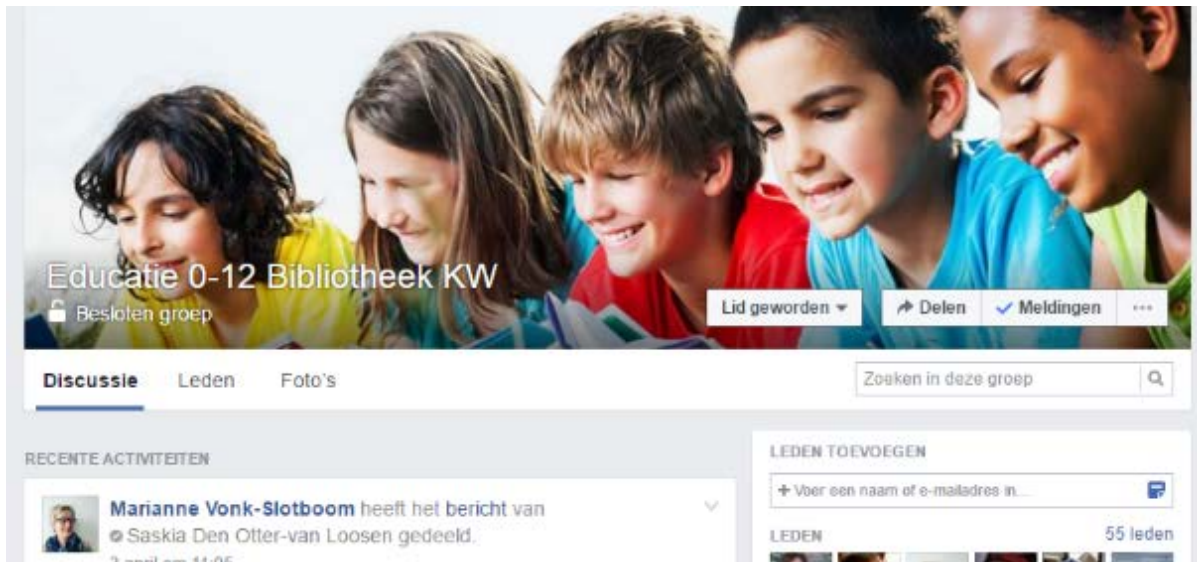 Educatie 0-12 Bibliotheek KW
Besloten groep
Lid geworden
Delen
Meldingen
Discussie
Leden
Foto's
Zoeken in deze groep
RECENTE ACTIVITEITEN
Marianne Vonk-Slotboom heeft het bericht van
Saskia Den Otter-van Loosen gedeeld.
LEDEN TOEVOEGEN
+ Voer een naam of e-mailadres in...
LEDEN
55 leden